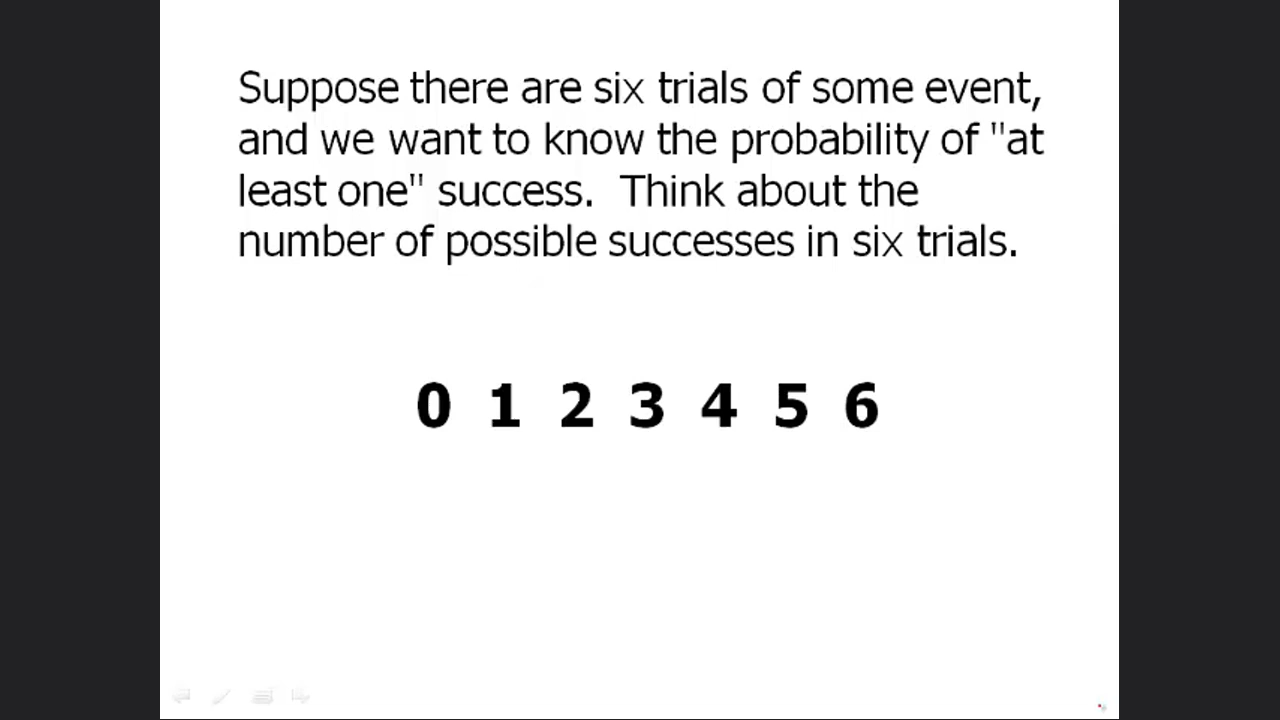 Suppose there are six trials of some event,
and we want to know the probability of "at
least one" success.  Think about the
number of possible successes in six trials.
0 1 2 3 4 5 6